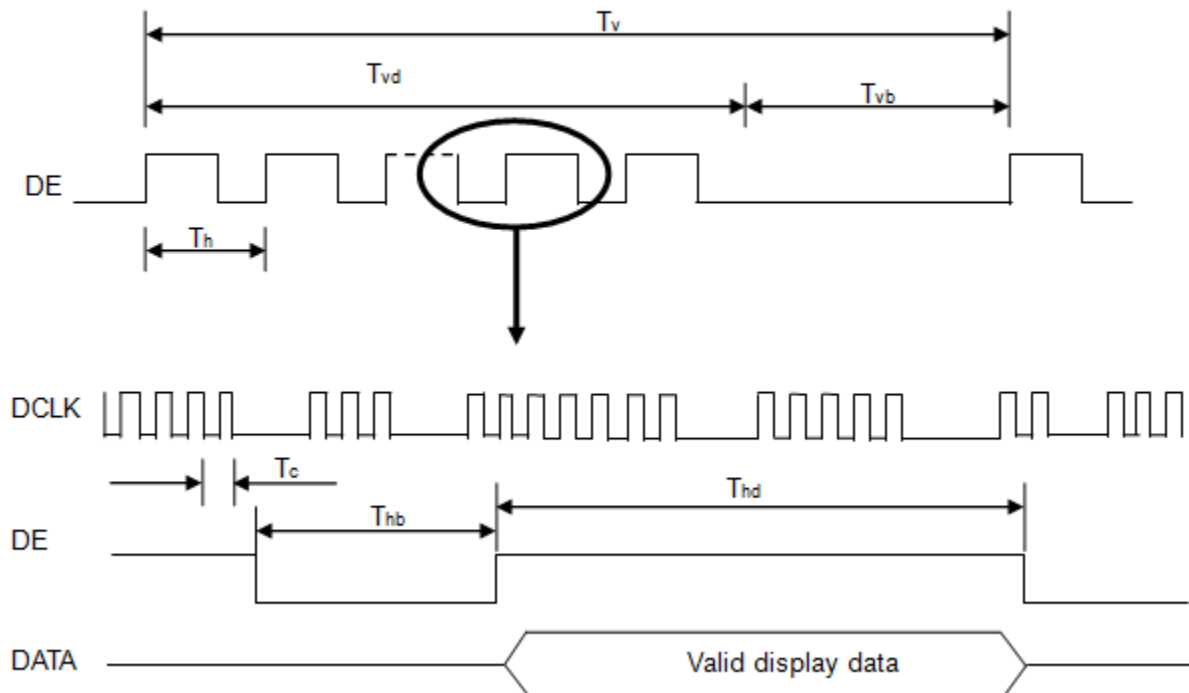 Tv
Tvd
Tvb
DE
Th
DCLK
Tc
Thd
Thb
DE
DATA
Valid display data